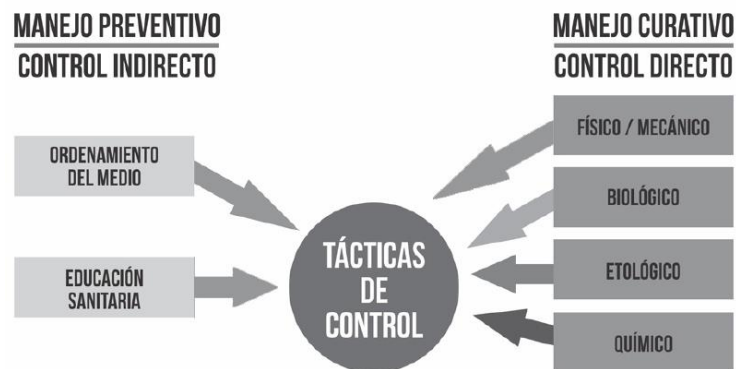 MANEJO PREVENTIVO
CONTROL INDIRECTO
ORDENAMIENTO
DEL MEDIO
EDUCACIÓN
SANITARIA
TÁCTICAS
DE
CONTROL
MANEJO CURATIVO
CONTROL DIRECTO
FÍSICO / MECÁNICO
BIOLÓGICO
ETOLÓGICO
QUÍMICO